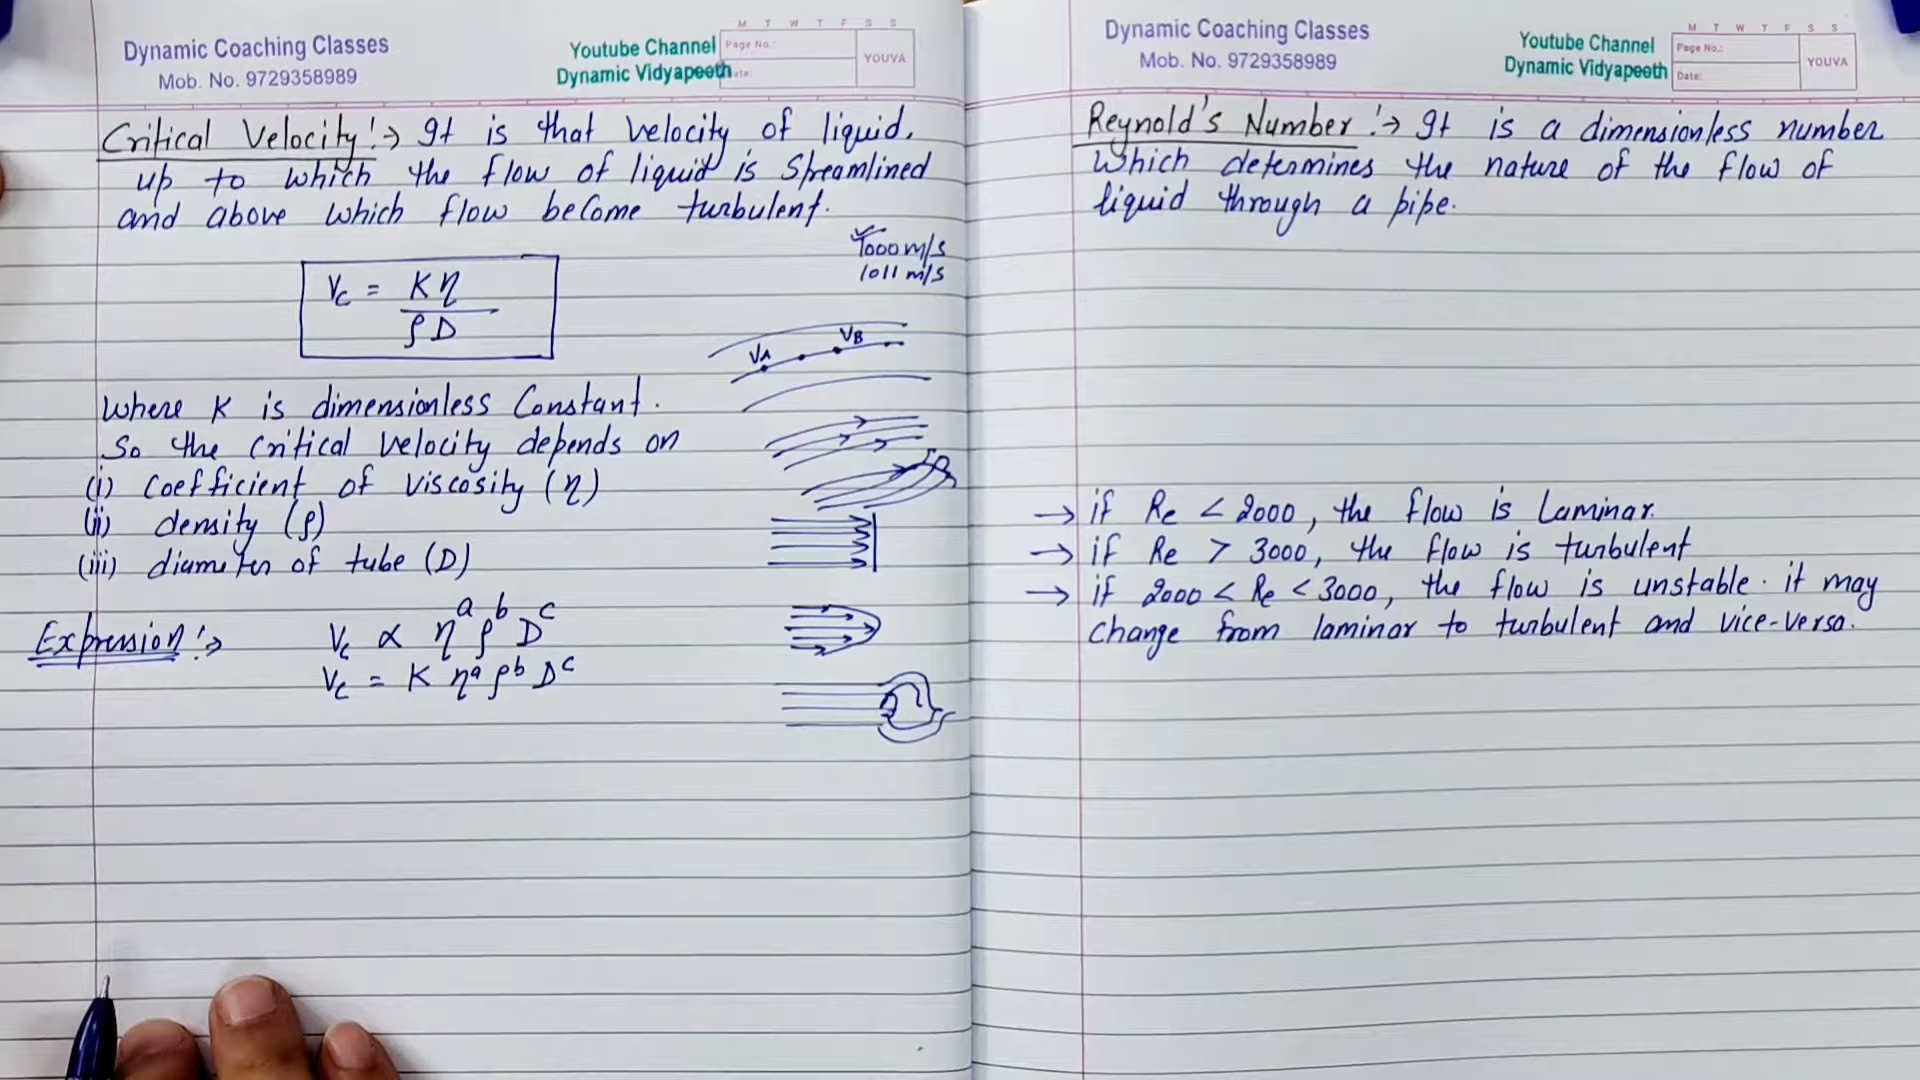 Dynamic Coaching Classes
Mob. No. 9729358989
Youtube Channel
Dynamic Vidyapeeth
M T W T F S S
Page No.:
YOUVA
Critical Velocity :→ It is that velocity of liquid,
up to which the flow of liquid is Streamlined
and above which flow become turbulent.
1000 m/s
1011 m/s
Vc = Kη
ρD
VA
VB
Where K is dimensionless Constant.
So the Critical velocity depends on
(i) Coefficient of Viscosity (η)
(ii) density (ρ)
(iii) diameter of tube (D)
Expression :→ Vc ∝ η^a ρ^b D^c
Vc = K η^a ρ^b D^c
Dynamic Coaching Classes
Mob. No. 9729358989
Youtube Channel
Dynamic Vidyapeeth
M T W T F S S
Page No.:
Date:
YOUVA
Reynold's Number :→ It is a dimensionless number
Which determines the nature of the flow of
liquid through a pipe.
→ if Re < 2000, the flow is Laminar.
→ if Re > 3000, the flow is turbulent
→ if 2000 < Re < 3000, the flow is unstable. it may
Change from laminar to turbulent and vice-versa.